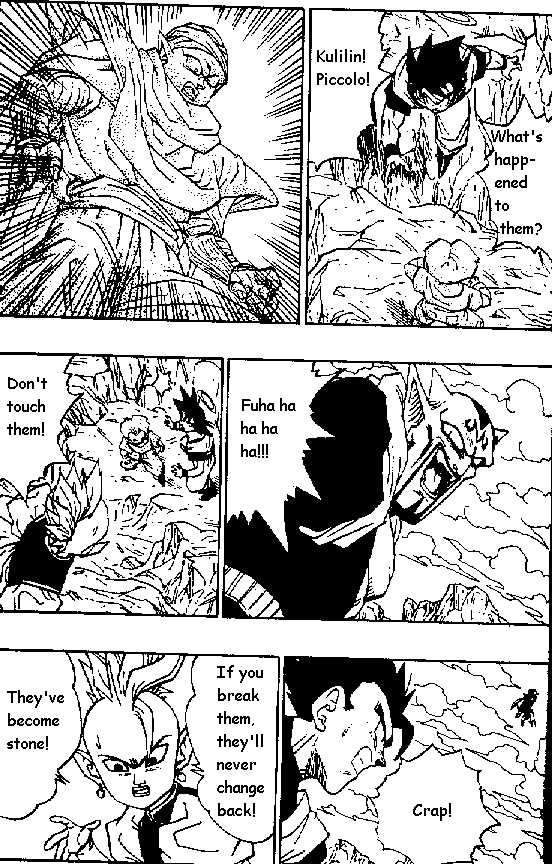 Kulilin!
Piccolo!
What's
happ-
ened
to
them?
Don't
touch
them!
Fuha ha
ha ha
ha!!!
They've
become
stone!
If you
break
them,
they'll
never
change
back!
Crap!